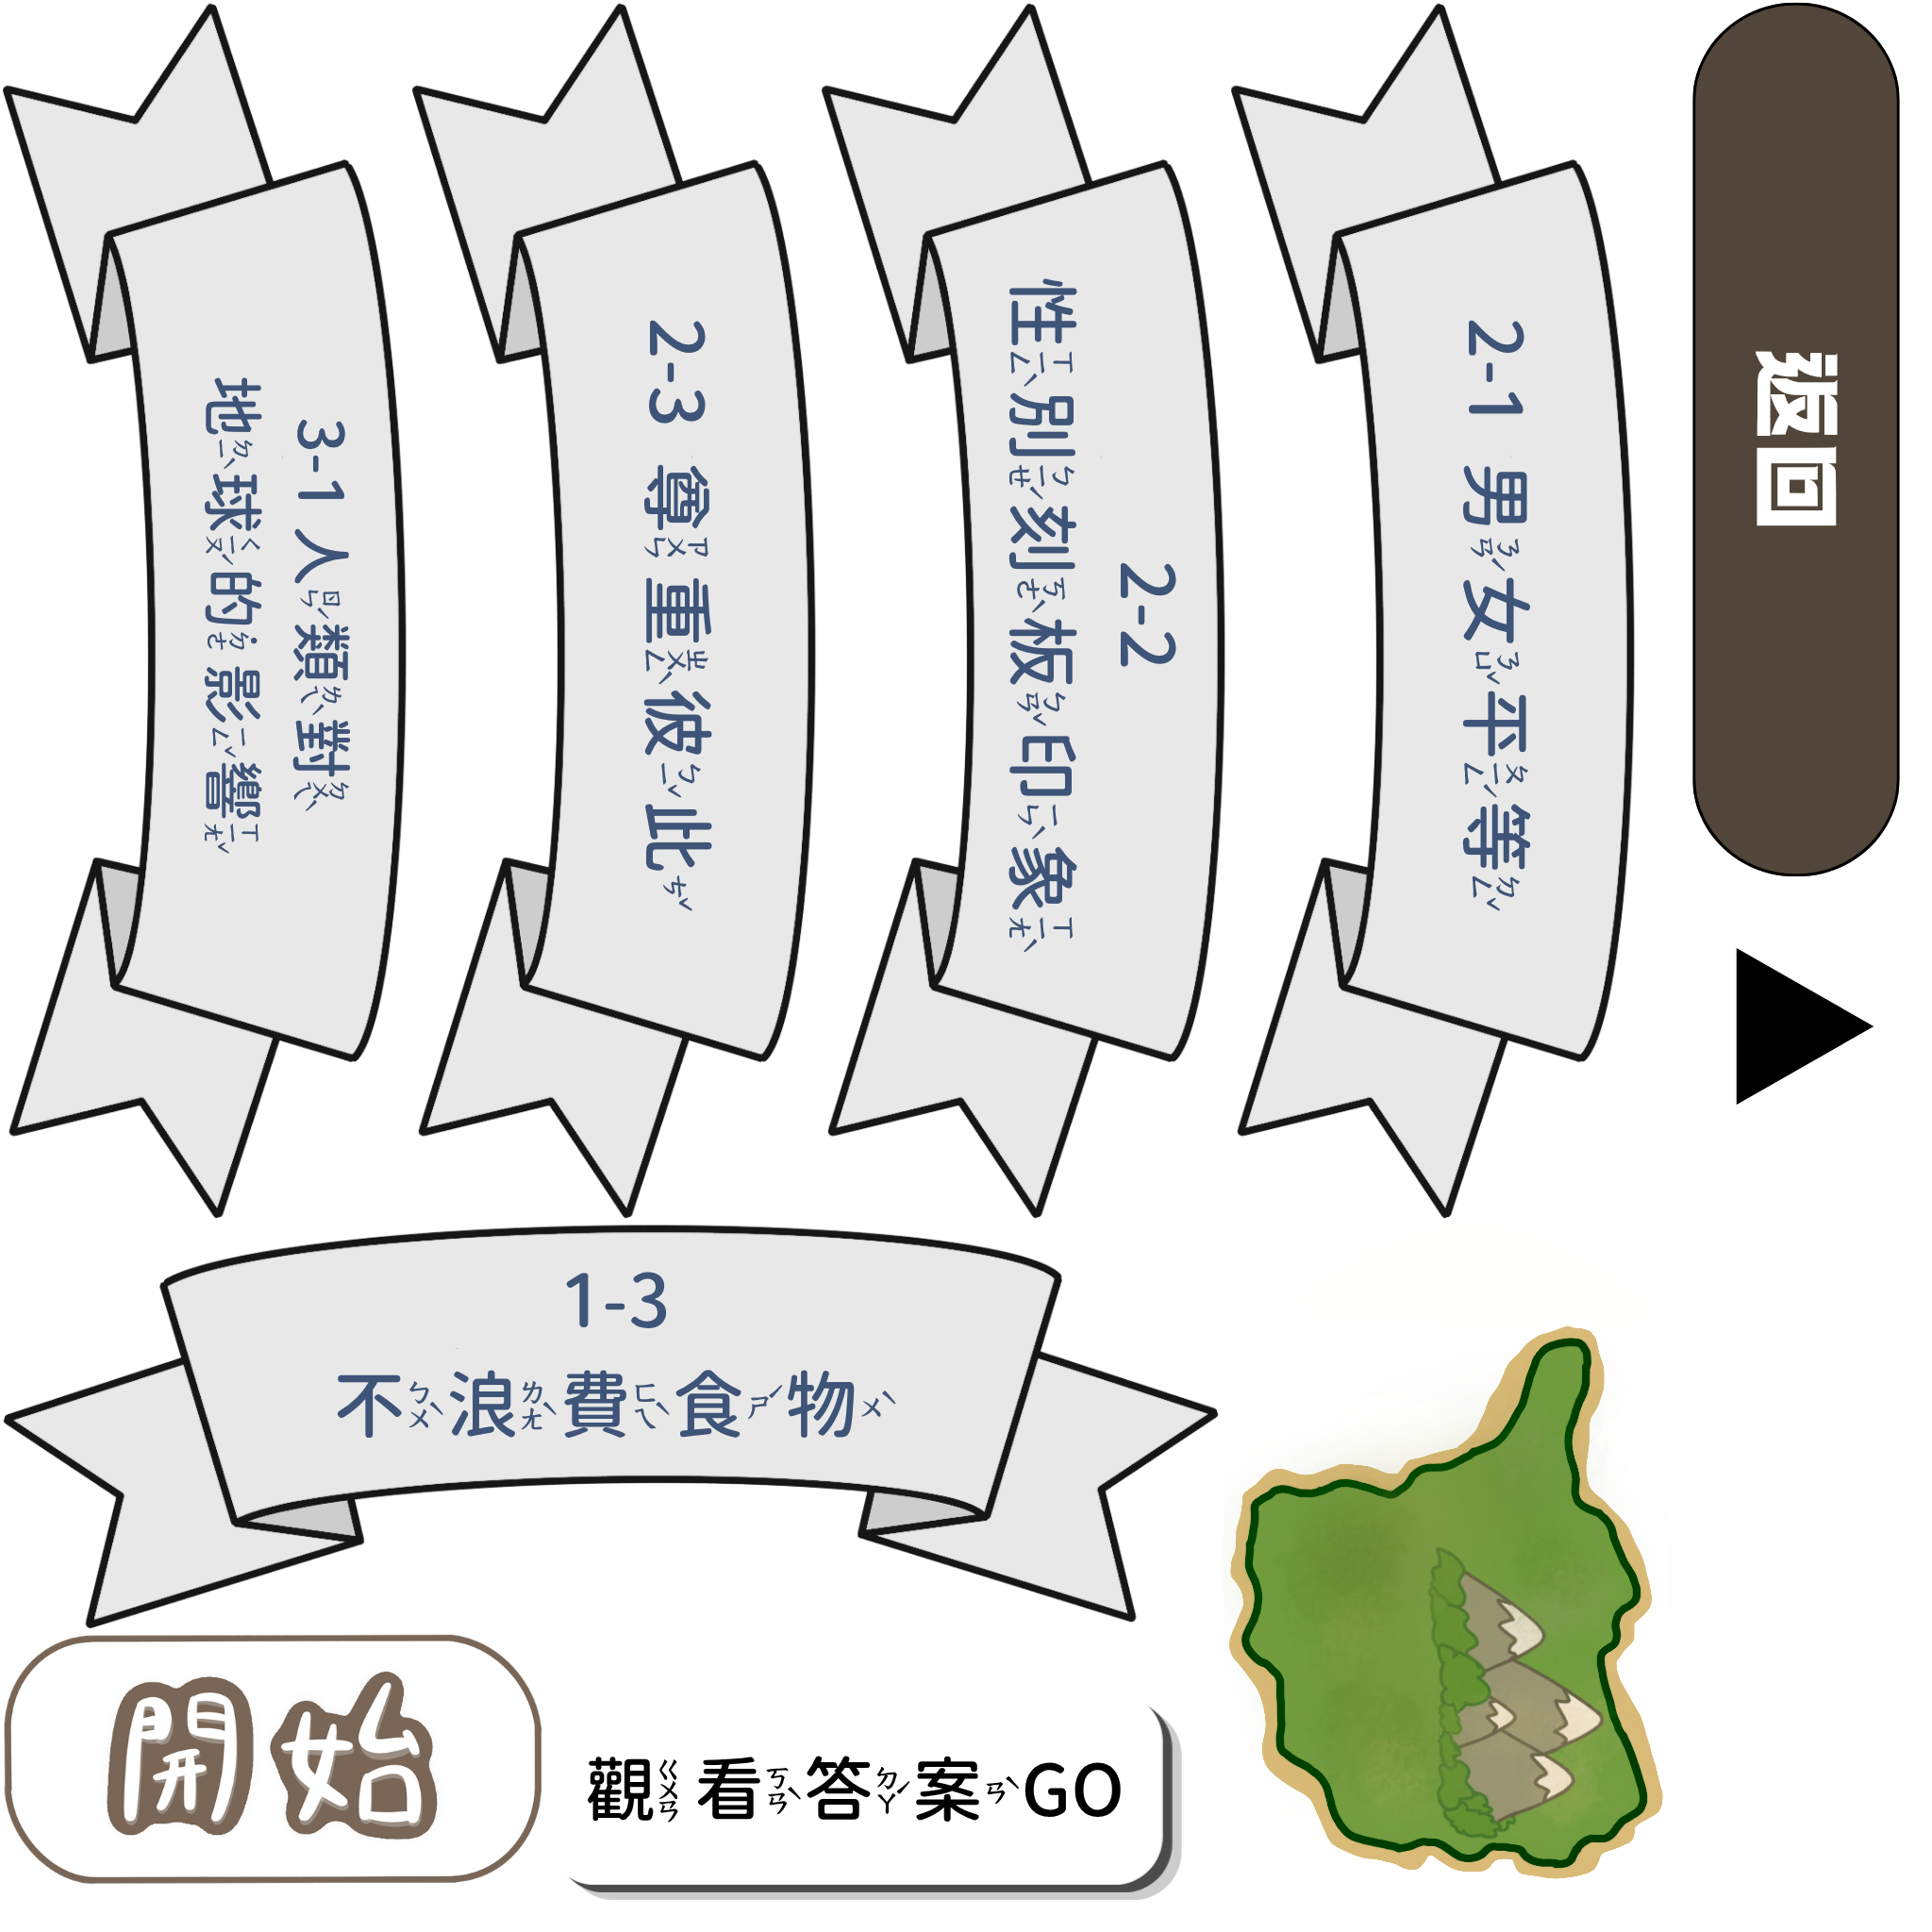 3-1 人類對
地球的影響
2-3 尊重彼此
2-2
性別刻板印象
2-1 男女平等
返回
1-3
不浪費食物
開始
觀看答案GO